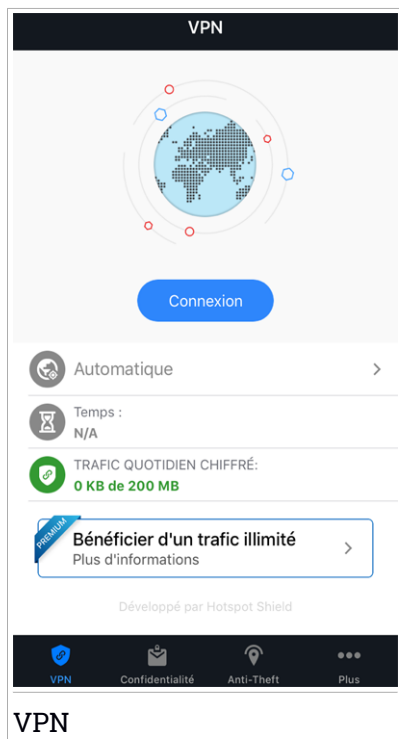 VPN
Connexion
Automatique
Temps :
N/A
TRAFIC QUOTIDIEN CHIFFRÉ:
0 KB de 200 MB
PREMIUM
Bénéficier d'un trafic illimité
Plus d'informations
Développé par Hotspot Shield
VPN
Confidentialité
Anti-Theft
Plus
VPN